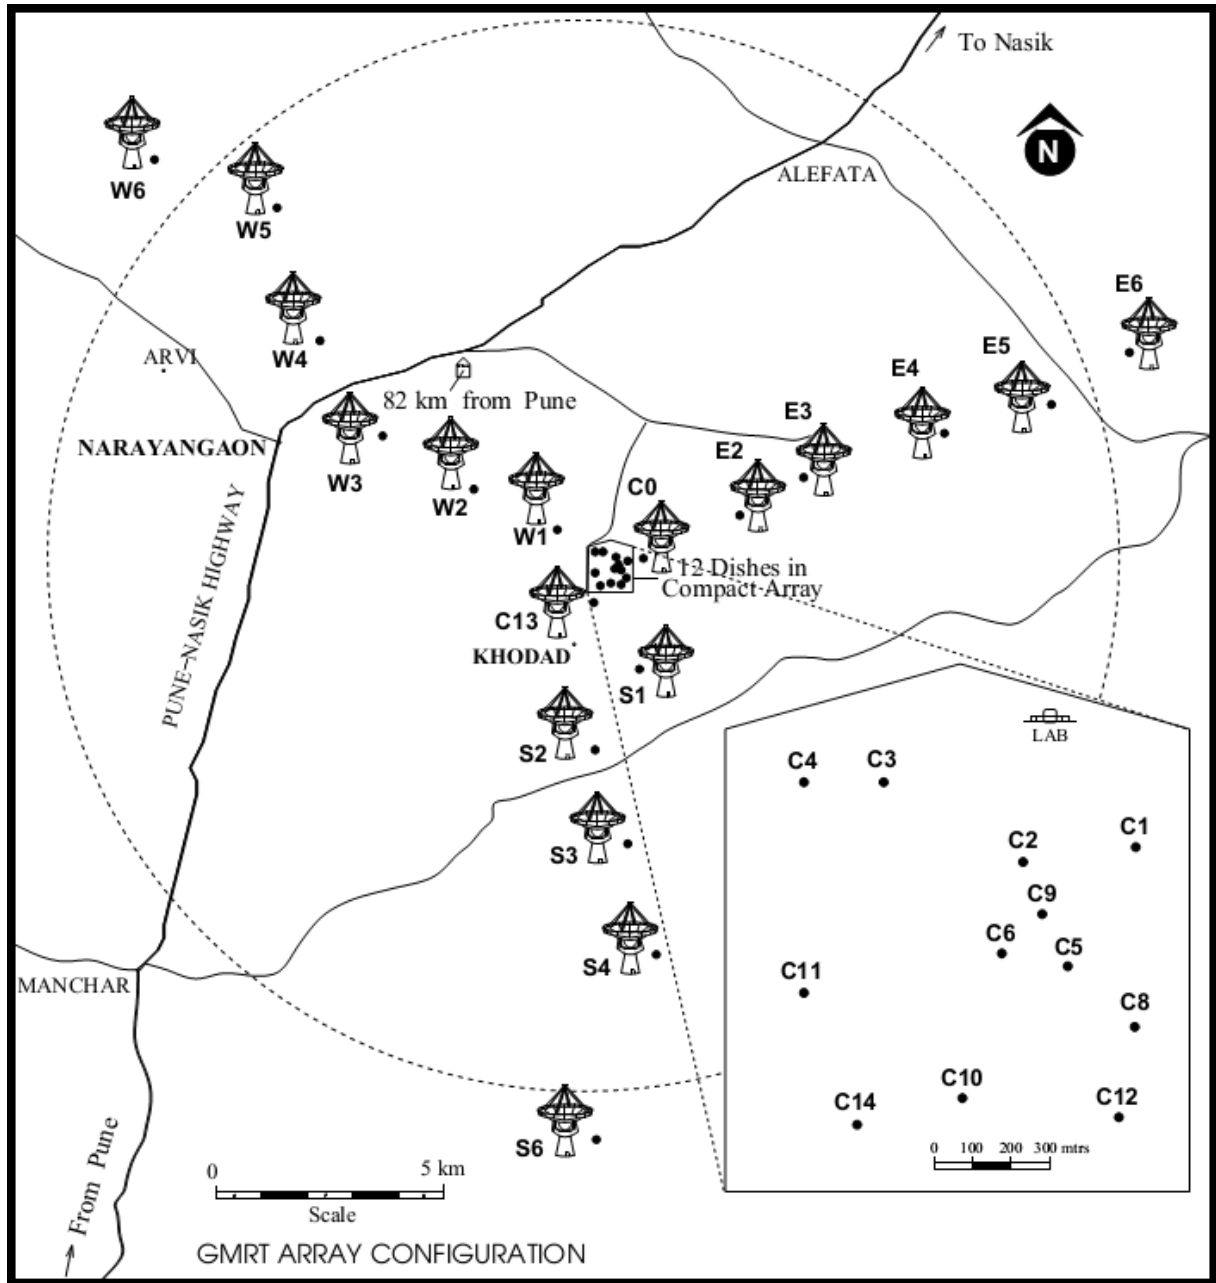 To Nasik
N
ALEFATA
W6
W5
E6
W4
ARVI
E5
E4
82 km from Pune
E3
NARAYANGAON
E2
W3
W2
C0
W1
PUNE-NASIK HIGHWAY
12 Dishes in
Compact Array
C13
KHODAD
S1
S2
LAB
C4
C3
C1
C2
S3
C9
C6
C5
S4
C11
MANCHAR
C8
C10
C14
C12
S6
0 100 200 300 mtrs
0 5 km
Scale
From Pune
GMRT ARRAY CONFIGURATION